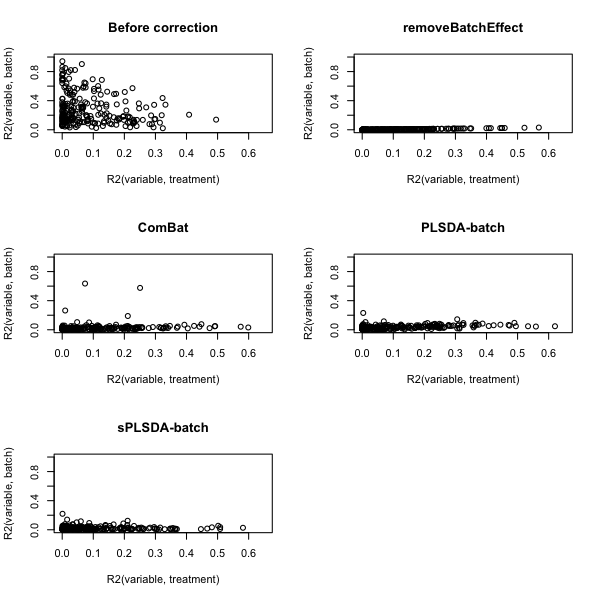 Before correction
R2(variable, batch)
0.0 0.4 0.8
0.0 0.1 0.2 0.3 0.4 0.5 0.6
R2(variable, treatment)
removeBatchEffect
R2(variable, batch)
0.0 0.4 0.8
0.0 0.1 0.2 0.3 0.4 0.5 0.6
R2(variable, treatment)
ComBat
R2(variable, batch)
0.0 0.4 0.8
0.0 0.1 0.2 0.3 0.4 0.5 0.6
R2(variable, treatment)
PLSDA-batch
R2(variable, batch)
0.0 0.4 0.8
0.0 0.1 0.2 0.3 0.4 0.5 0.6
R2(variable, treatment)
sPLSDA-batch
R2(variable, batch)
0.0 0.4 0.8
0.0 0.1 0.2 0.3 0.4 0.5 0.6
R2(variable, treatment)